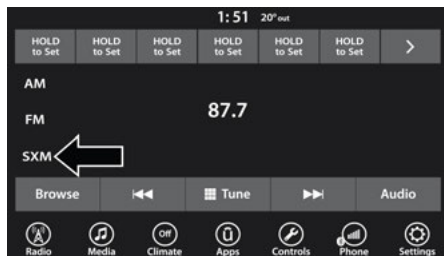 1:51 20° out
HOLD to Set HOLD to Set HOLD to Set HOLD to Set HOLD to Set HOLD to Set
AM
FM
87.7
SXM
Browse Tune Audio
Radio Media Off Climate Apps Controls Phone Settings